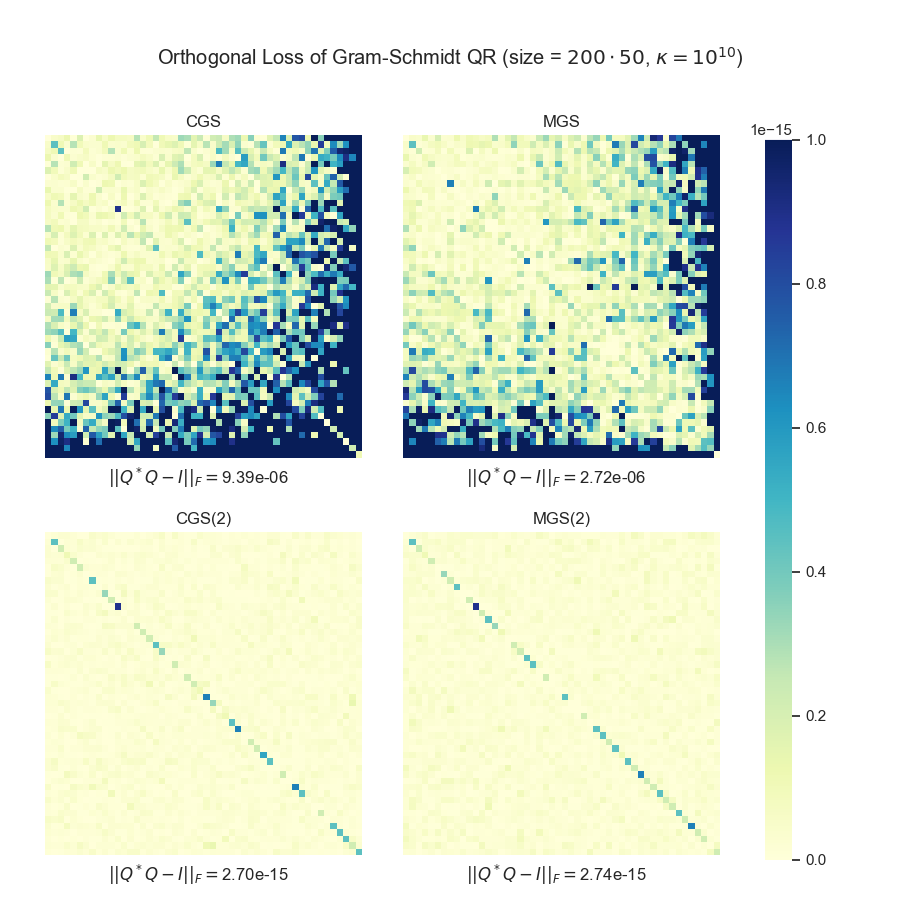 Orthogonal Loss of Gram-Schmidt QR (size = 200 · 50, κ = 10¹⁰)
CGS
MGS
1e−15
1.0
0.8
0.6
0.4
0.2
0.0
||Q*Q − I||_F = 9.39e-06
||Q*Q − I||_F = 2.72e-06
CGS(2)
MGS(2)
||Q*Q − I||_F = 2.70e-15
||Q*Q − I||_F = 2.74e-15